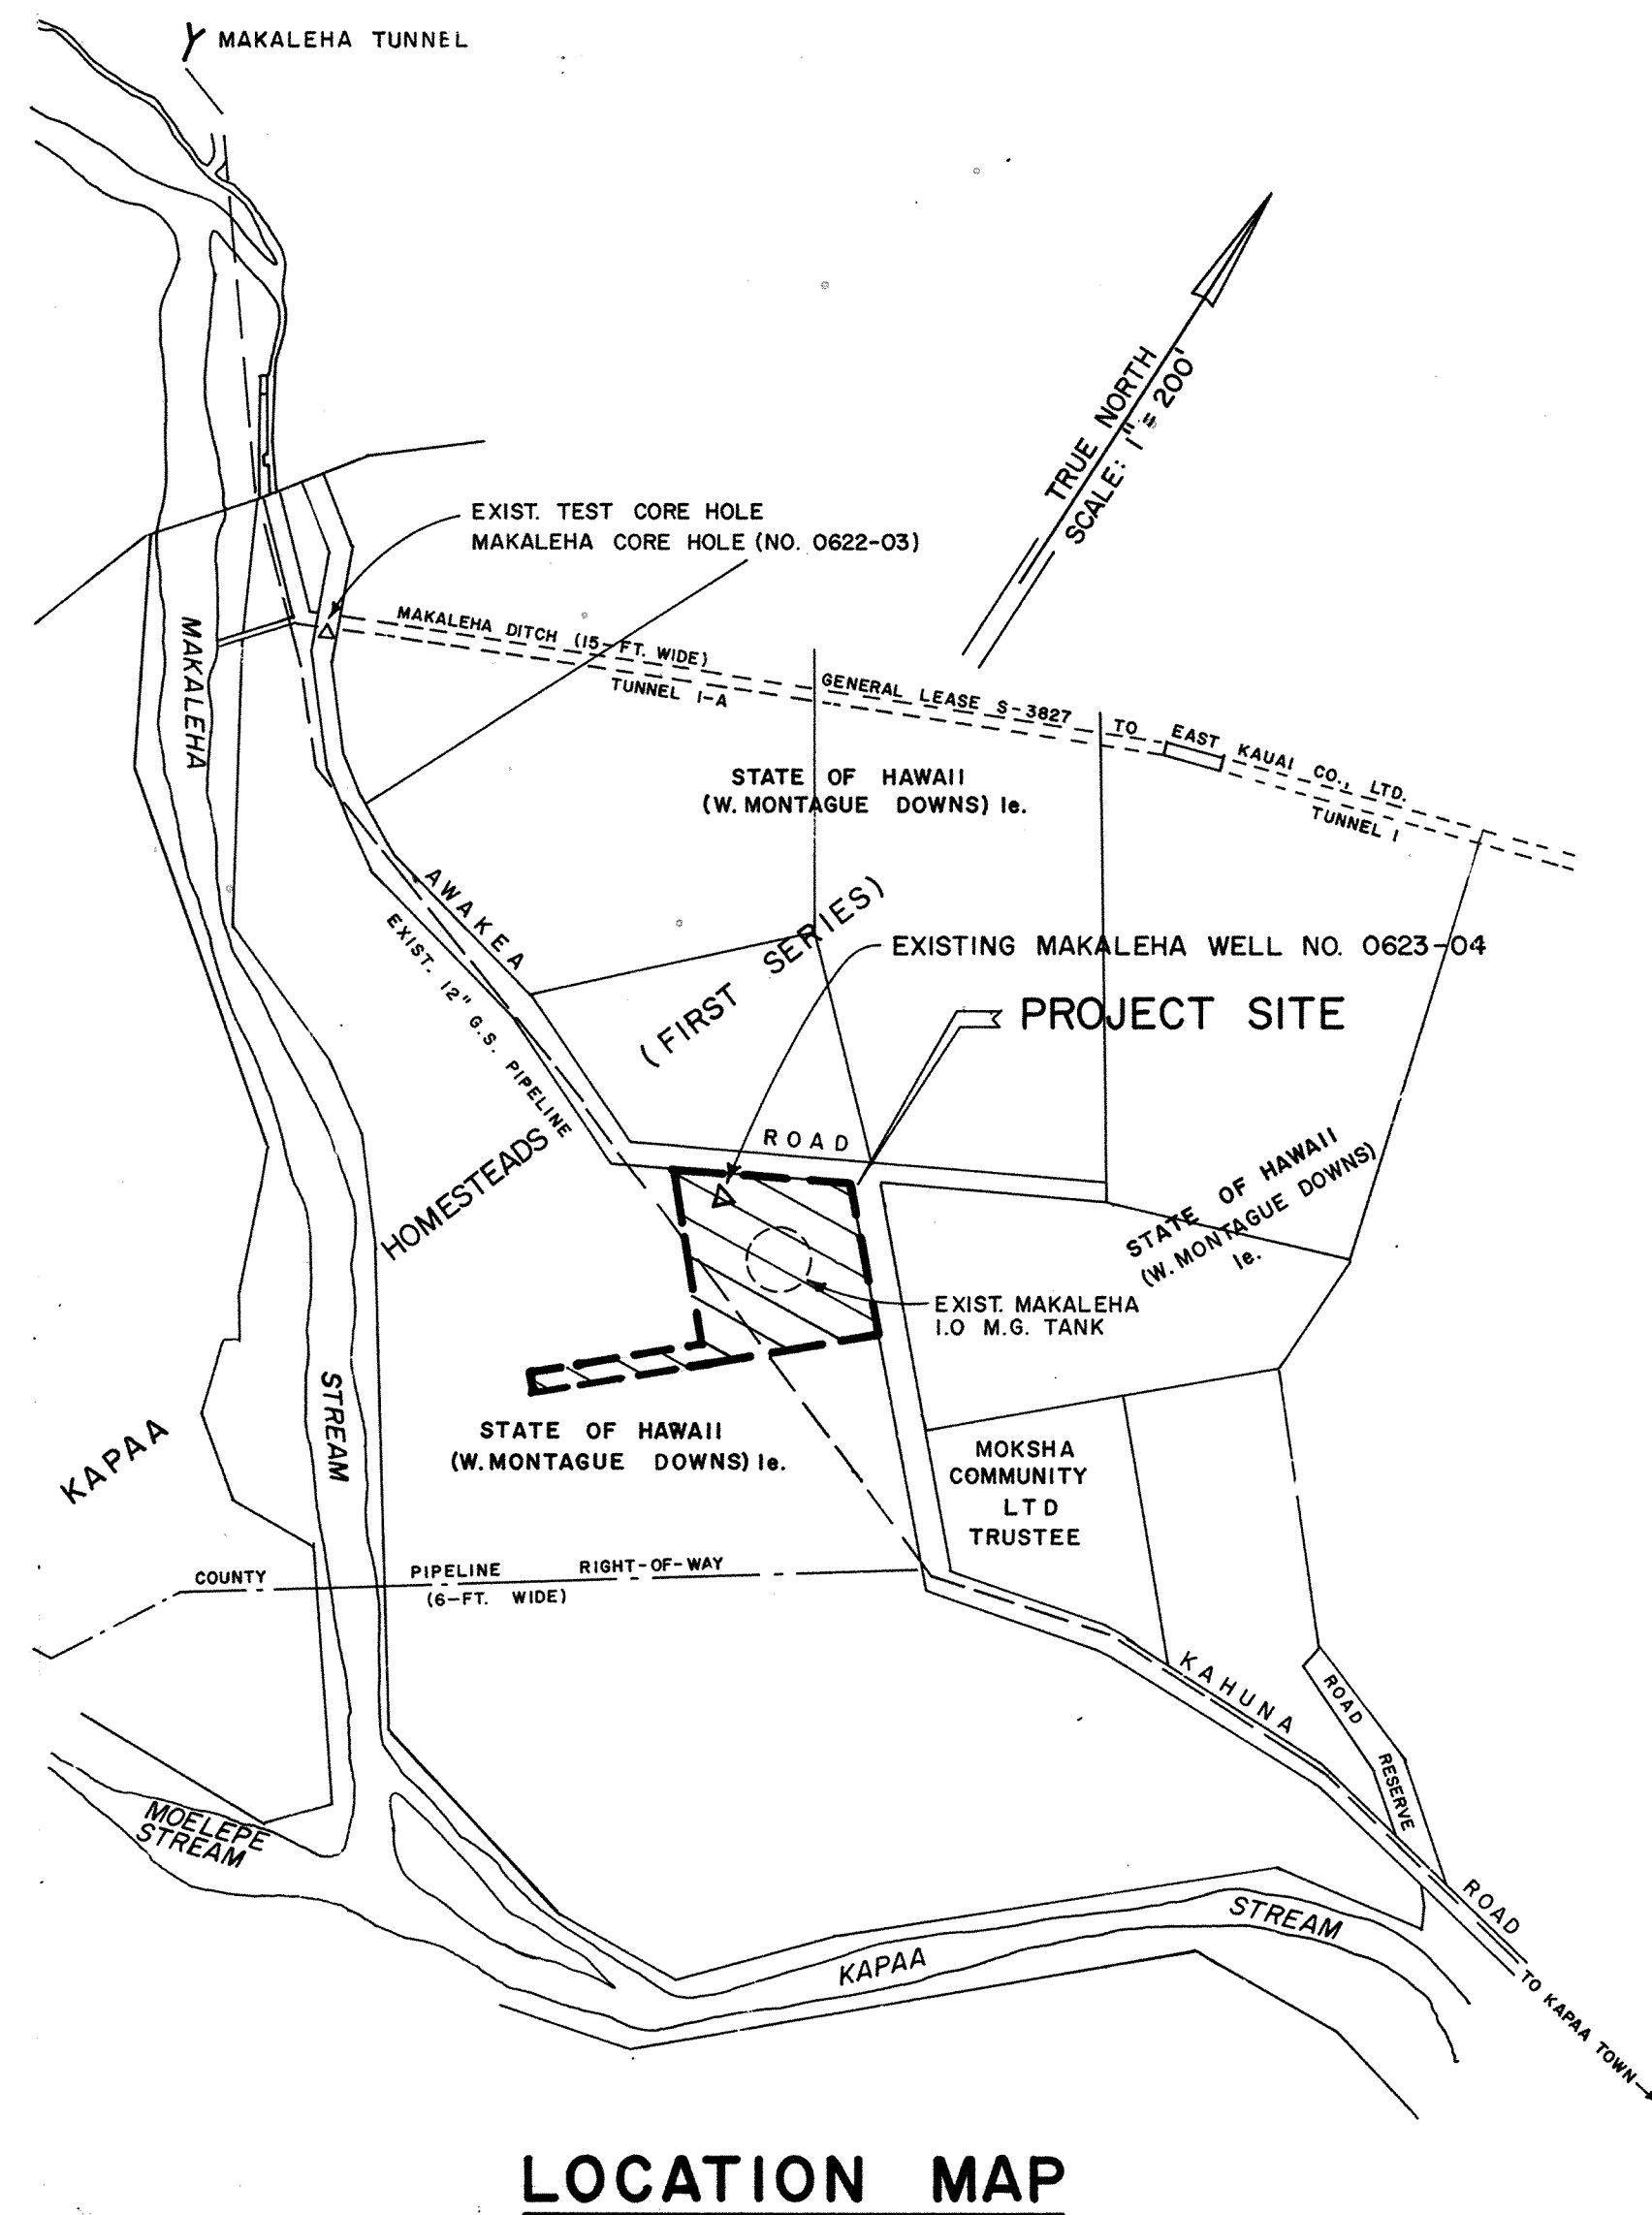 MAKALEHA TUNNEL
TRUE NORTH
SCALE: 1" = 200'
EXIST. TEST CORE HOLE
MAKALEHA CORE HOLE (NO. 0622-03)
MAKALEHA DITCH (15-FT. WIDE)
TUNNEL 1-A
GENERAL LEASE S-3827 TO EAST KAUAI CO., LTD.
TUNNEL 1
MAKALEHA
STREAM
STATE OF HAWAII
(W. MONTAGUE DOWNS) le.
AWAKEA
ROAD
EXIST. 12" G.S. PIPELINE
(FIRST SERIES)
EXISTING MAKALEHA WELL NO. 0623-04
PROJECT SITE
KAPAA
HOMESTEADS
STATE OF HAWAII
(W. MONTAGUE DOWNS)
le.
EXIST. MAKALEHA
1.0 M.G. TANK
STATE OF HAWAII
(W. MONTAGUE DOWNS) le.
MOKSHA
COMMUNITY
LTD
TRUSTEE
COUNTY PIPELINE RIGHT-OF-WAY
(6-FT. WIDE)
KAHUNA
ROAD
ROAD RESERVE
MOELEPE
STREAM
KAPAA
STREAM
TO KAPAA TOWN
LOCATION MAP